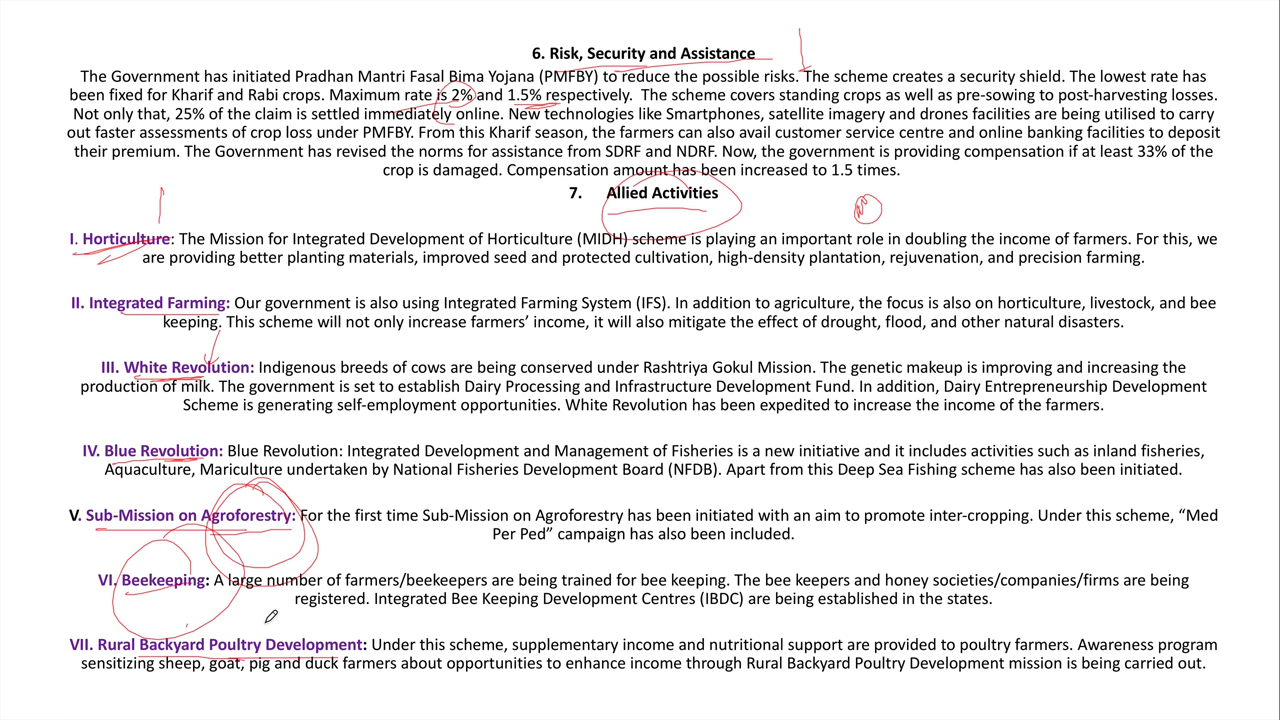 6. Risk, Security and Assistance
The Government has initiated Pradhan Mantri Fasal Bima Yojana (PMFBY) to reduce the possible risks. The scheme creates a security shield. The lowest rate has
been fixed for Kharif and Rabi crops. Maximum rate is 2% and 1.5% respectively. The scheme covers standing crops as well as pre-sowing to post-harvesting losses.
Not only that, 25% of the claim is settled immediately online. New technologies like Smartphones, satellite imagery and drones facilities are being utilised to carry
out faster assessments of crop loss under PMFBY. From this Kharif season, the farmers can also avail customer service centre and online banking facilities to deposit
their premium. The Government has revised the norms for assistance from SDRF and NDRF. Now, the government is providing compensation if at least 33% of the
crop is damaged. Compensation amount has been increased to 1.5 times.
7. Allied Activities
I. Horticulture: The Mission for Integrated Development of Horticulture (MIDH) scheme is playing an important role in doubling the income of farmers. For this, we
are providing better planting materials, improved seed and protected cultivation, high-density plantation, rejuvenation, and precision farming.
II. Integrated Farming: Our government is also using Integrated Farming System (IFS). In addition to agriculture, the focus is also on horticulture, livestock, and bee
keeping. This scheme will not only increase farmers' income, it will also mitigate the effect of drought, flood, and other natural disasters.
III. White Revolution: Indigenous breeds of cows are being conserved under Rashtriya Gokul Mission. The genetic makeup is improving and increasing the
production of milk. The government is set to establish Dairy Processing and Infrastructure Development Fund. In addition, Dairy Entrepreneurship Development
Scheme is generating self-employment opportunities. White Revolution has been expedited to increase the income of the farmers.
IV. Blue Revolution: Blue Revolution: Integrated Development and Management of Fisheries is a new initiative and it includes activities such as inland fisheries,
Aquaculture, Mariculture undertaken by National Fisheries Development Board (NFDB). Apart from this Deep Sea Fishing scheme has also been initiated.
V. Sub-Mission on Agroforestry: For the first time Sub-Mission on Agroforestry has been initiated with an aim to promote inter-cropping. Under this scheme, “Med
Per Ped” campaign has also been included.
VI. Beekeeping: A large number of farmers/beekeepers are being trained for bee keeping. The bee keepers and honey societies/companies/firms are being
registered. Integrated Bee Keeping Development Centres (IBDC) are being established in the states.
VII. Rural Backyard Poultry Development: Under this scheme, supplementary income and nutritional support are provided to poultry farmers. Awareness program
sensitizing sheep, goat, pig and duck farmers about opportunities to enhance income through Rural Backyard Poultry Development mission is being carried out.